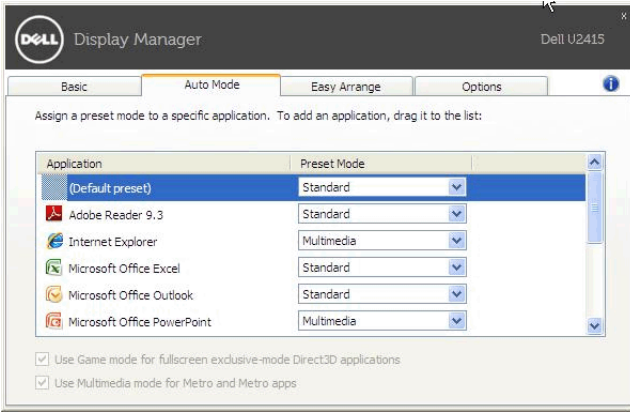 DELL Display Manager Dell U2415 x
Basic Auto Mode Easy Arrange Options i
Assign a preset mode to a specific application. To add an application, drag it to the list:
Application Preset Mode
(Default preset) Standard
Adobe Reader 9.3 Standard
Internet Explorer Multimedia
Microsoft Office Excel Standard
Microsoft Office Outlook Standard
Microsoft Office PowerPoint Multimedia
Use Game mode for fullscreen exclusive-mode Direct3D applications
Use Multimedia mode for Metro and Metro apps